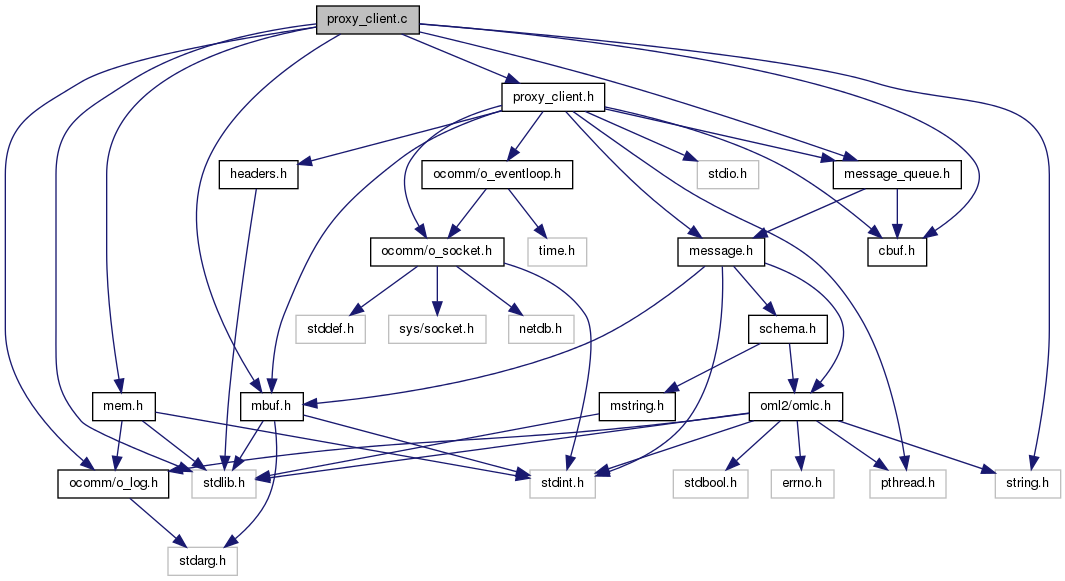 proxy_client.c
proxy_client.h
headers.h
ocomm/o_eventloop.h
stdio.h
message_queue.h
ocomm/o_socket.h
time.h
message.h
cbuf.h
stddef.h
sys/socket.h
netdb.h
schema.h
mem.h
mbuf.h
mstring.h
oml2/omlc.h
ocomm/o_log.h
stdlib.h
stdint.h
stdbool.h
errno.h
pthread.h
string.h
stdarg.h